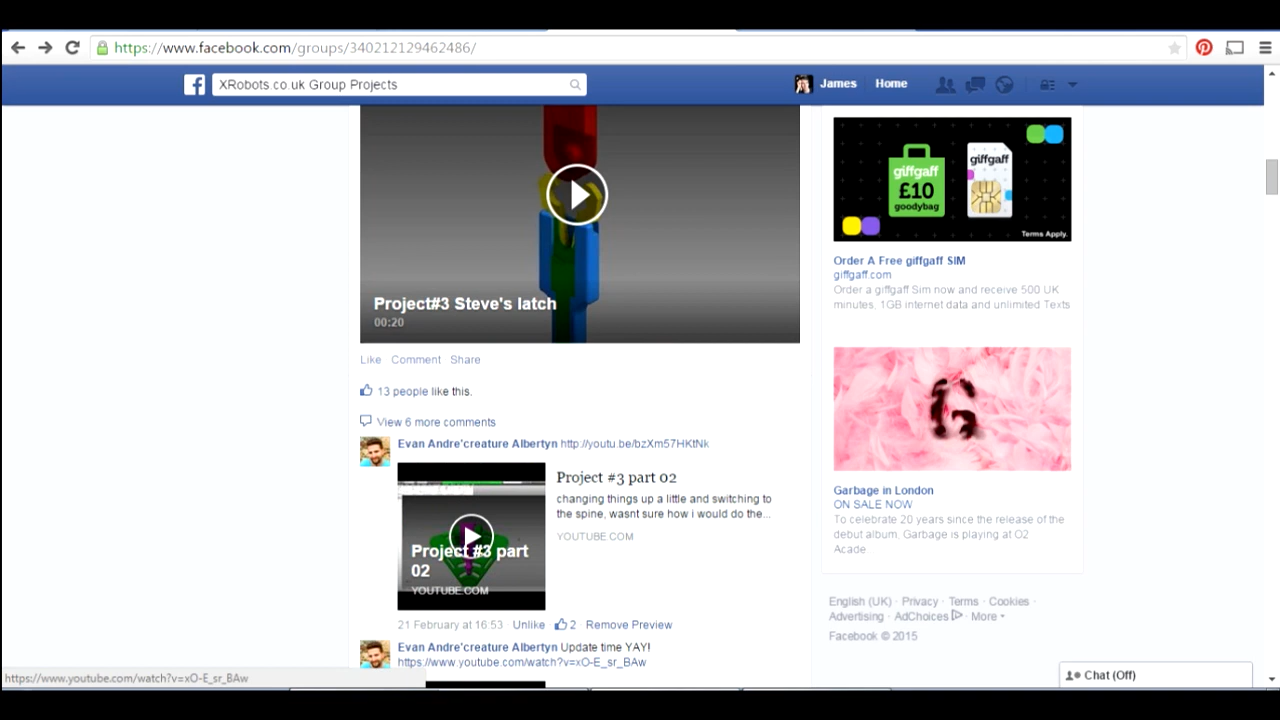 https://www.facebook.com/groups/340212129462486/
XRobots.co.uk Group Projects
James
Home
Project#3 Steve's latch
00:20
Like Comment Share
13 people like this.
View 6 more comments
Evan Andre'creature Albertyn http://youtu.be/bzXm57HKtNk
Project #3 part 02
changing things up a little and switching to
the spine, wasnt sure how i would do the...
YOUTUBE.COM
Project #3 part
02
YOUTUBE.COM
21 February at 16:53 · Unlike · 2 · Remove Preview
Evan Andre'creature Albertyn Update time YAY!
https://www.youtube.com/watch?v=xO-E_sr_BAw
giffgaff
£10
goodybag
giffgaff
Terms Apply.
Order A Free giffgaff SIM
giffgaff.com
Order a giffgaff Sim now and receive 500 UK
minutes, 1GB internet data and unlimited Texts
G
Garbage in London
ON SALE NOW
To celebrate 20 years since the release of the
debut album, Garbage is playing at O2
Acade
English (UK) · Privacy · Terms · Cookies ·
Advertising · AdChoices · More
Facebook © 2015
Chat (Off)
https://www.youtube.com/watch?v=xO-E_sr_BAw